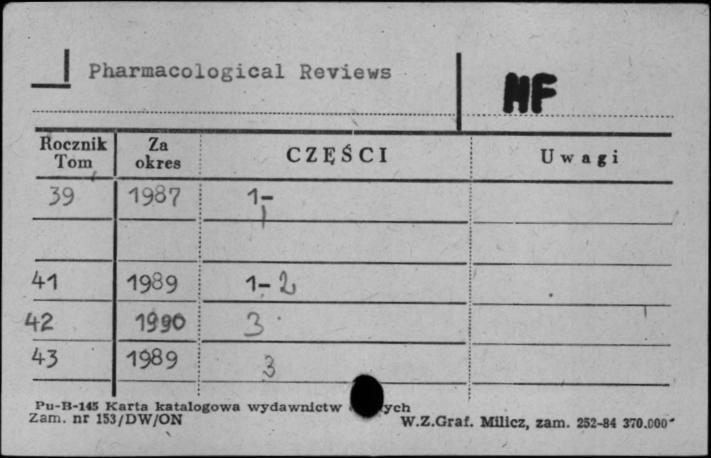 Pharmacological Reviews
HF
Rocznik Tom Za okres CZĘŚCI Uwagi
39 1987 1-
41 1989 1-2
42 1990 3
43 1989 3
Pu-B-145 Karta katalogowa wydawnictw ych
Zam. nr 153/DW/ON W.Z.Graf. Milicz, zam. 252-84 370.000